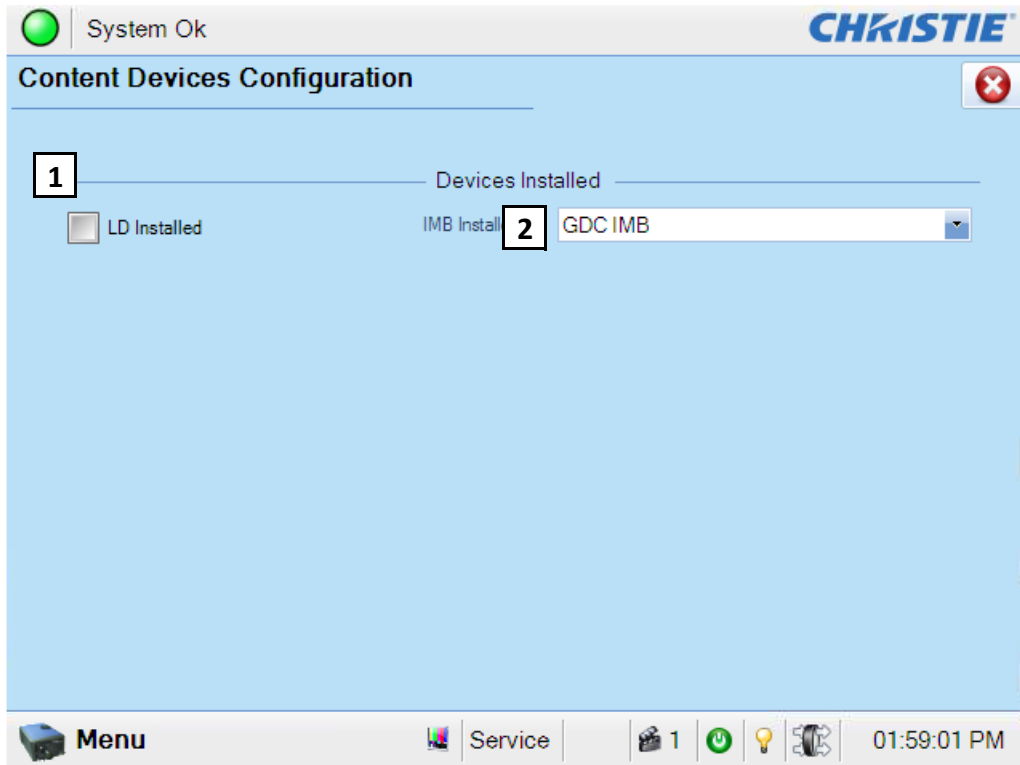 System Ok
CHRISTIE
Content Devices Configuration
1
Devices Installed
LD Installed
IMB Install
2
GDC IMB
Menu
Service
1
01:59:01 PM